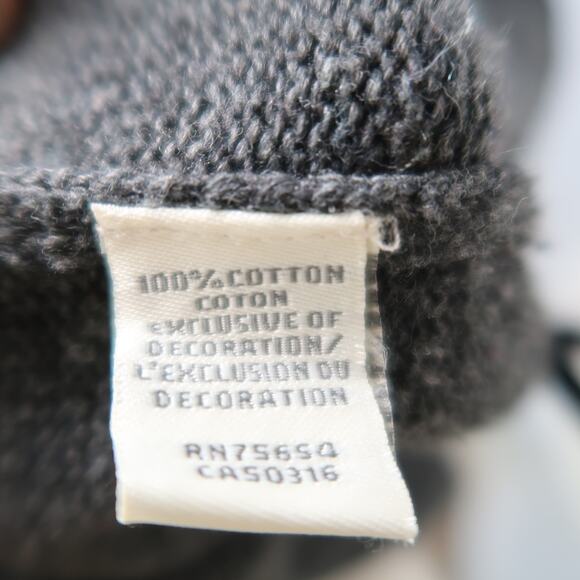 100% COTTON
COTON
EXCLUSIVE OF
DECORATION/
L'EXCLUSION DU
DECORATION
RN75654
CA50316